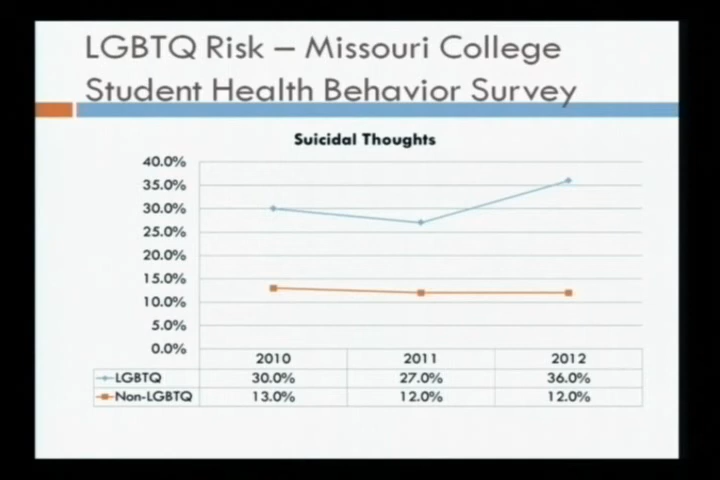 LGBTQ Risk – Missouri College
Student Health Behavior Survey
Suicidal Thoughts
40.0%
35.0%
30.0%
25.0%
20.0%
15.0%
10.0%
5.0%
0.0%
2010 2011 2012
LGBTQ 30.0% 27.0% 36.0%
Non-LGBTQ 13.0% 12.0% 12.0%